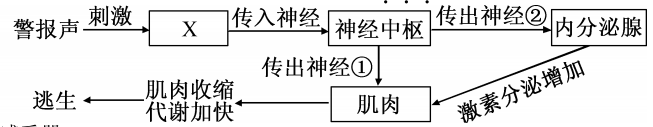 警报声 刺激 X 传入神经 神经中枢 传出神经② 内分泌腺
传出神经① 激素分泌增加
逃生 肌肉收缩 代谢加快 肌肉